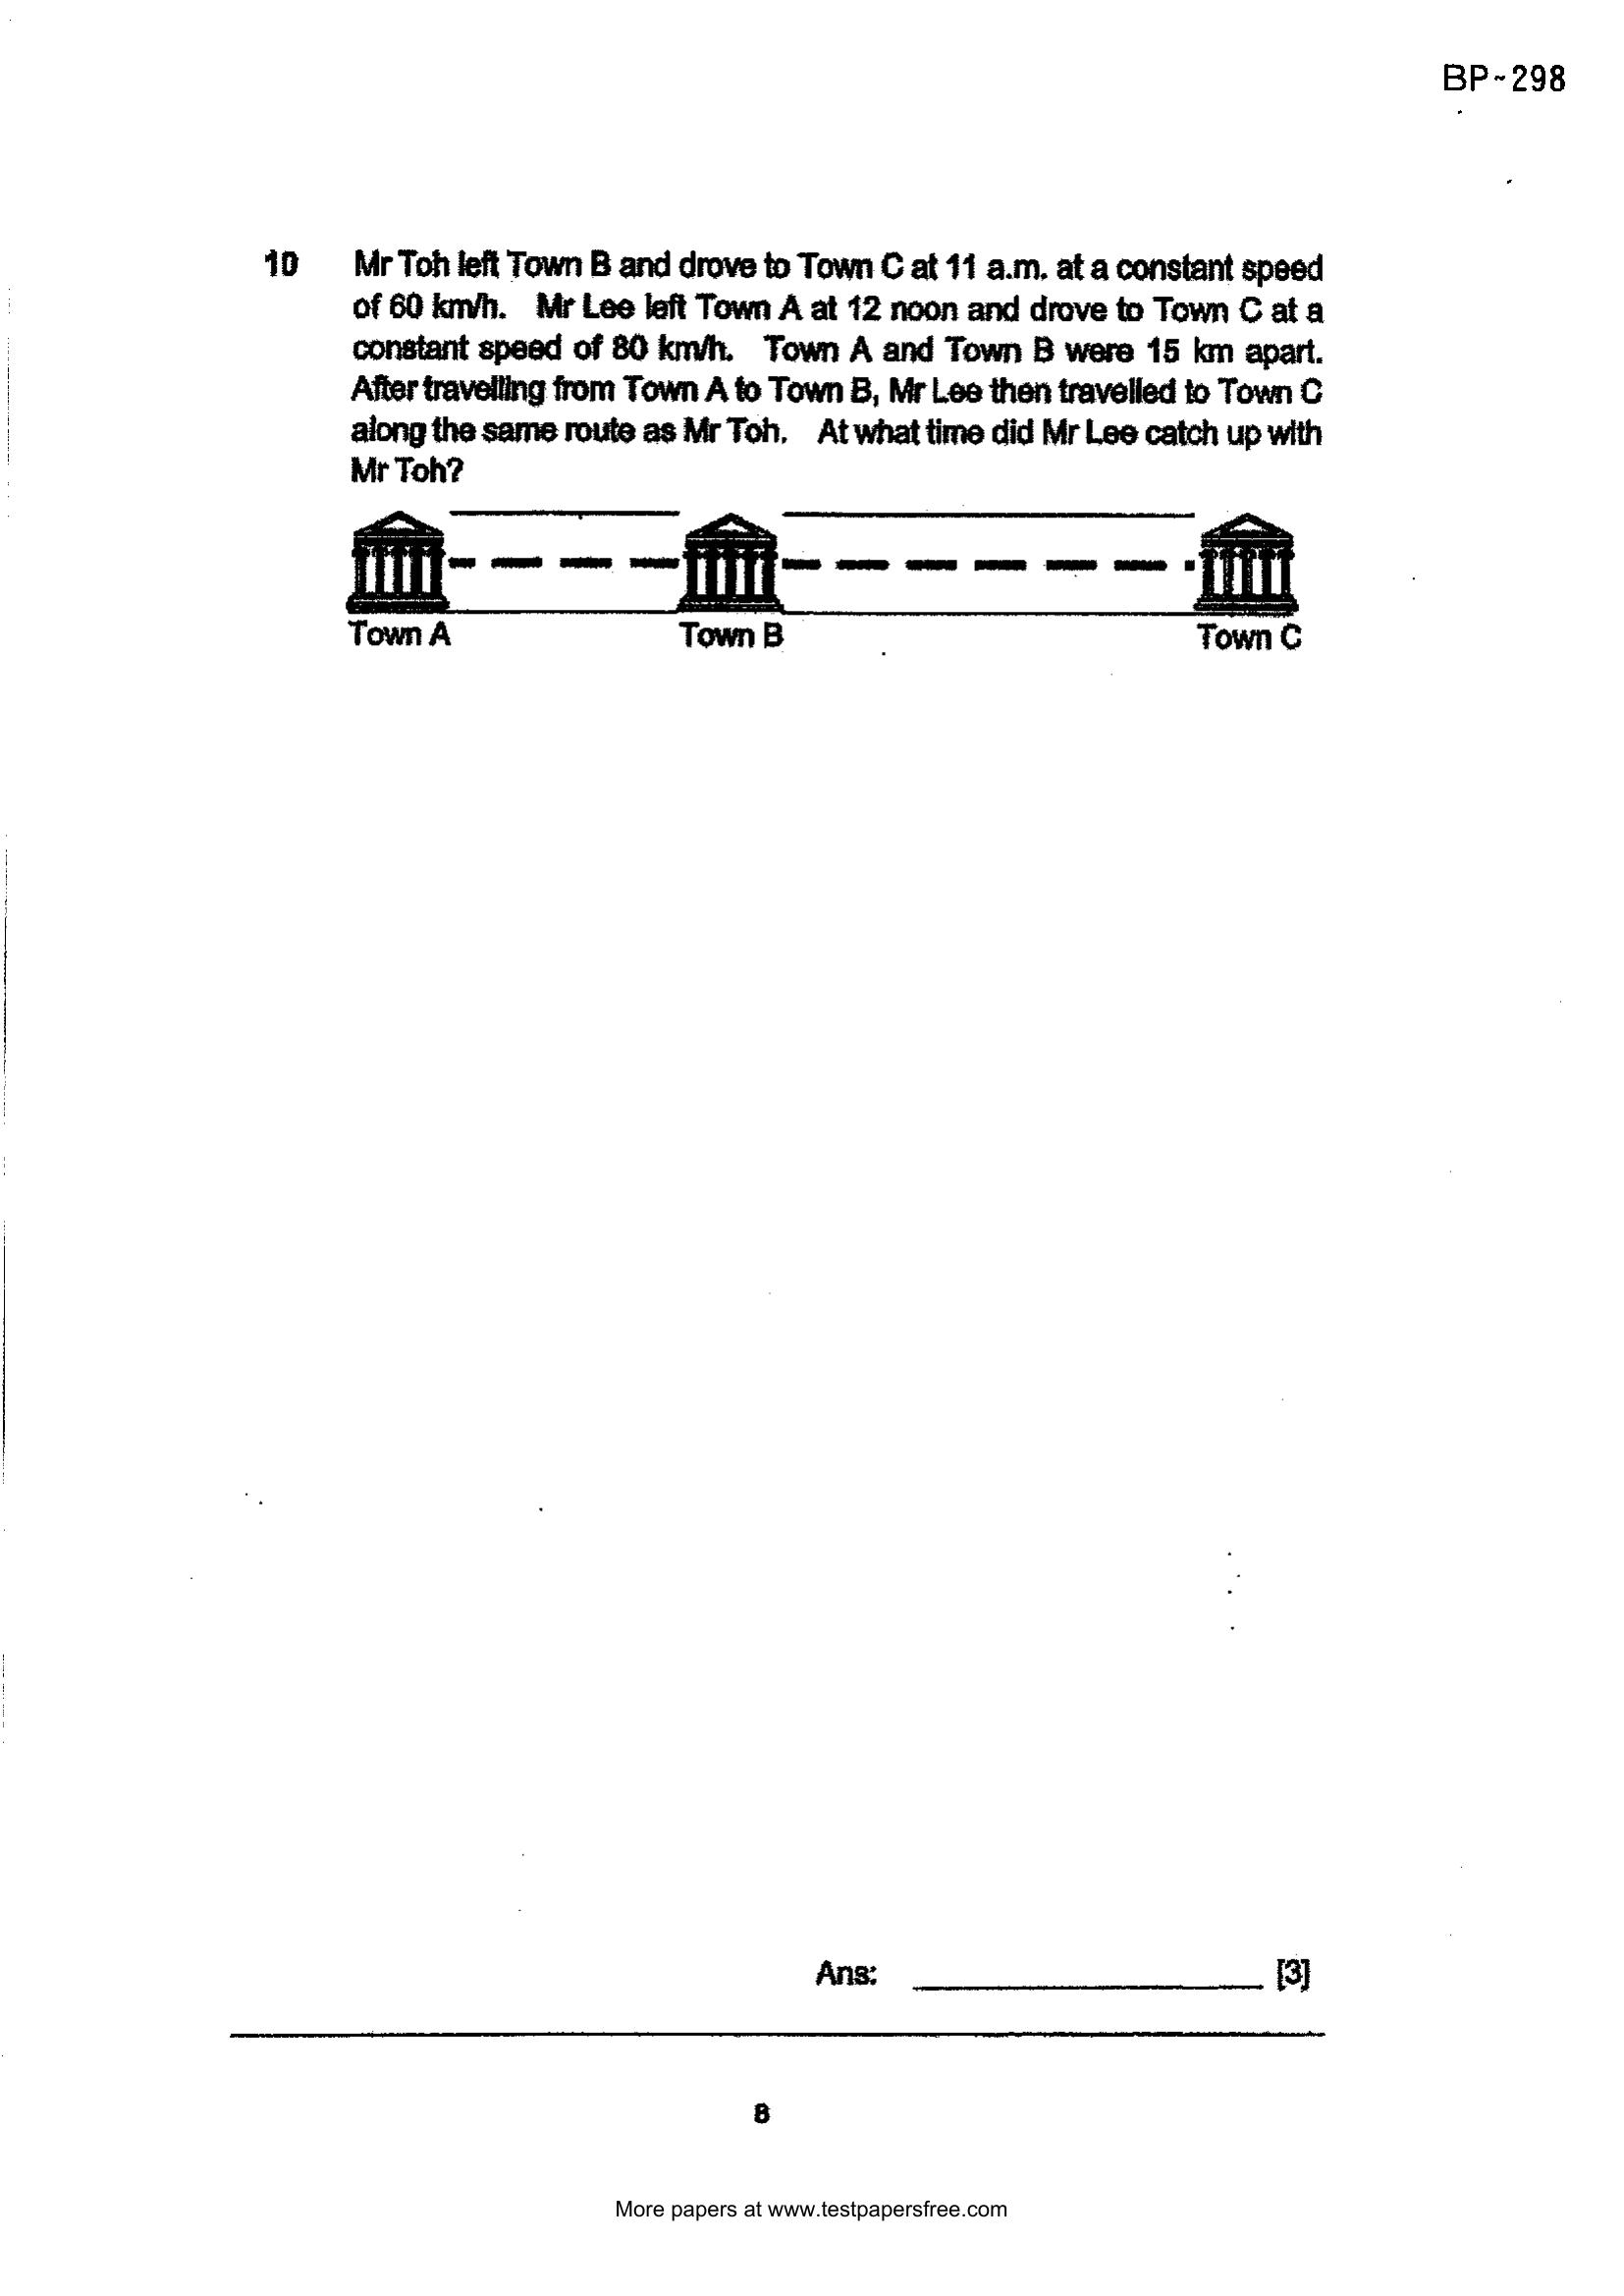 BP~298
10 Mr Toh left Town B and drove to Town C at 11 a.m. at a constant speed
of 60 km/h. Mr Lee left Town A at 12 noon and drove to Town C at a
constant speed of 80 km/h. Town A and Town B were 15 km apart.
After travelling from Town A to Town B, Mr Lee then travelled to Town C
along the same route as Mr Toh. At what time did Mr Lee catch up with
Mr Toh?
Town A Town B Town C
Ans: ____________________ [3]
8
More papers at www.testpapersfree.com